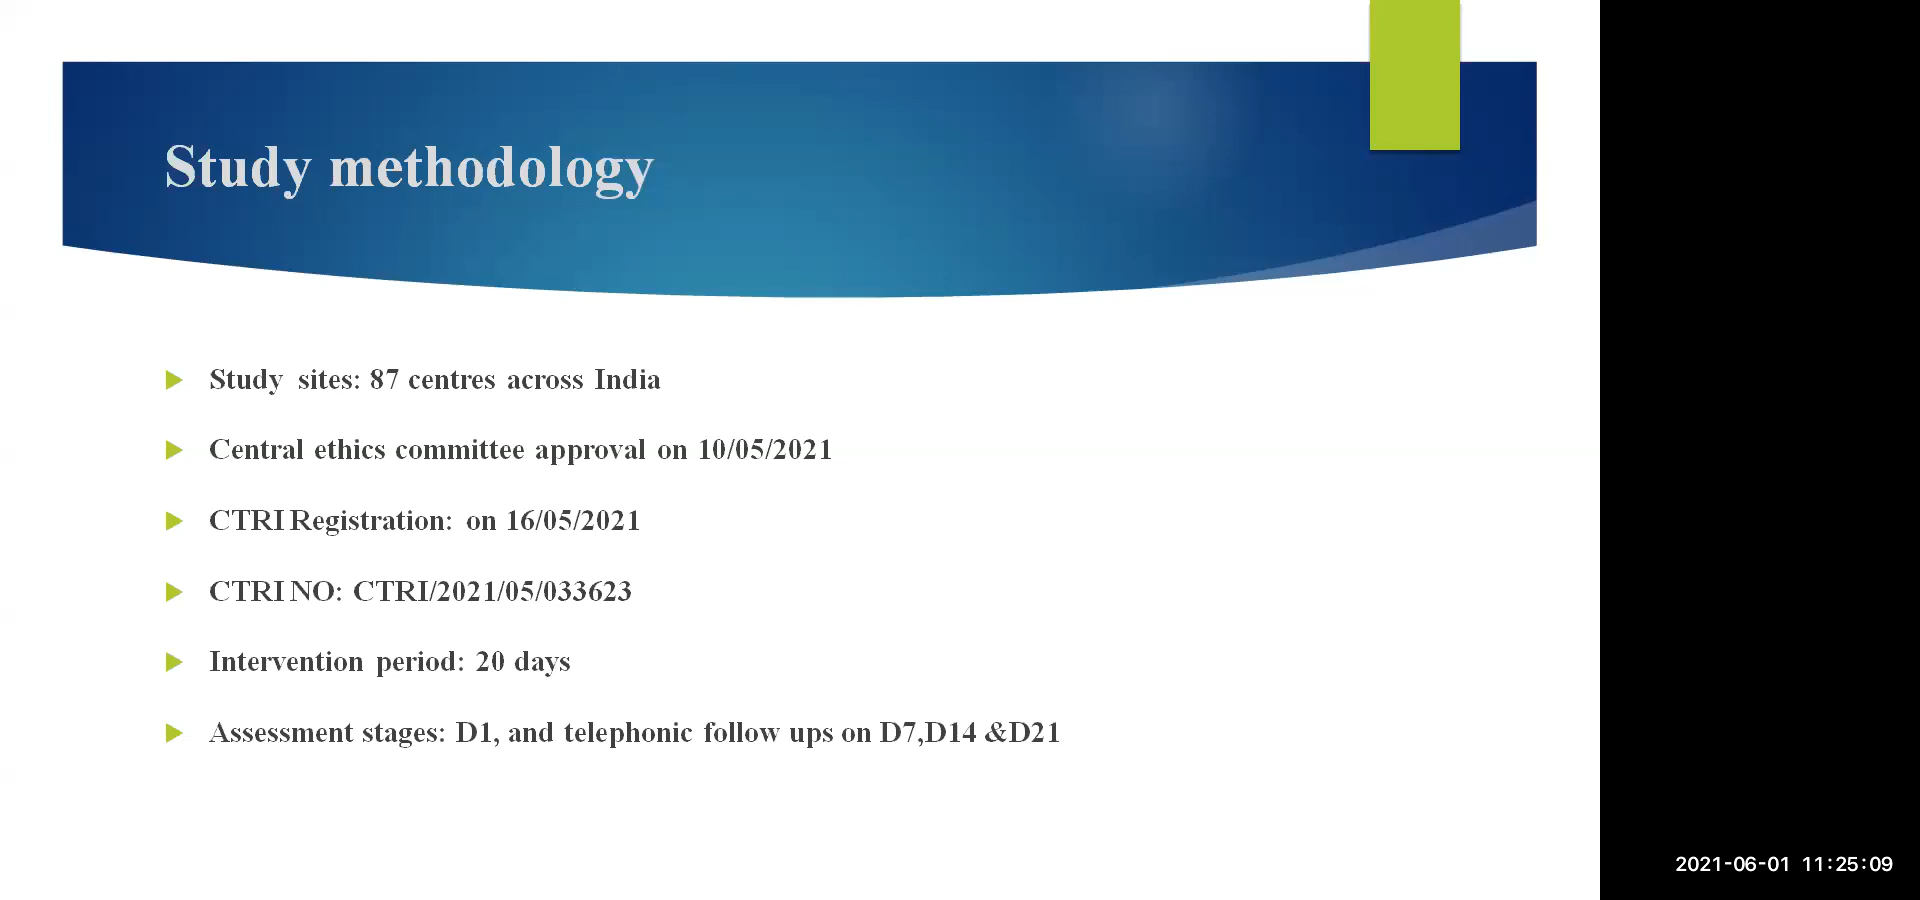 Study methodology
Study sites: 87 centres across India
Central ethics committee approval on 10/05/2021
CTRI Registration: on 16/05/2021
CTRI NO: CTRI/2021/05/033623
Intervention period: 20 days
Assessment stages: D1, and telephonic follow ups on D7,D14 &D21
2021-06-01 11:25:09